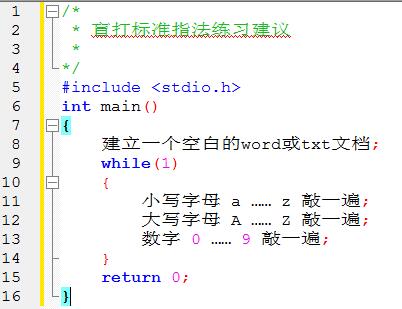 1 /*
2  * 盲打标准指法练习建议
3  *
4 */
5 #include <stdio.h>
6 int main()
7 {
8     建立一个空白的word或txt文档;
9     while(1)
10     {
11         小写字母 a …… z 敲一遍;
12         大写字母 A …… Z 敲一遍;
13         数字 0 …… 9 敲一遍;
14     }
15     return 0;
16 }